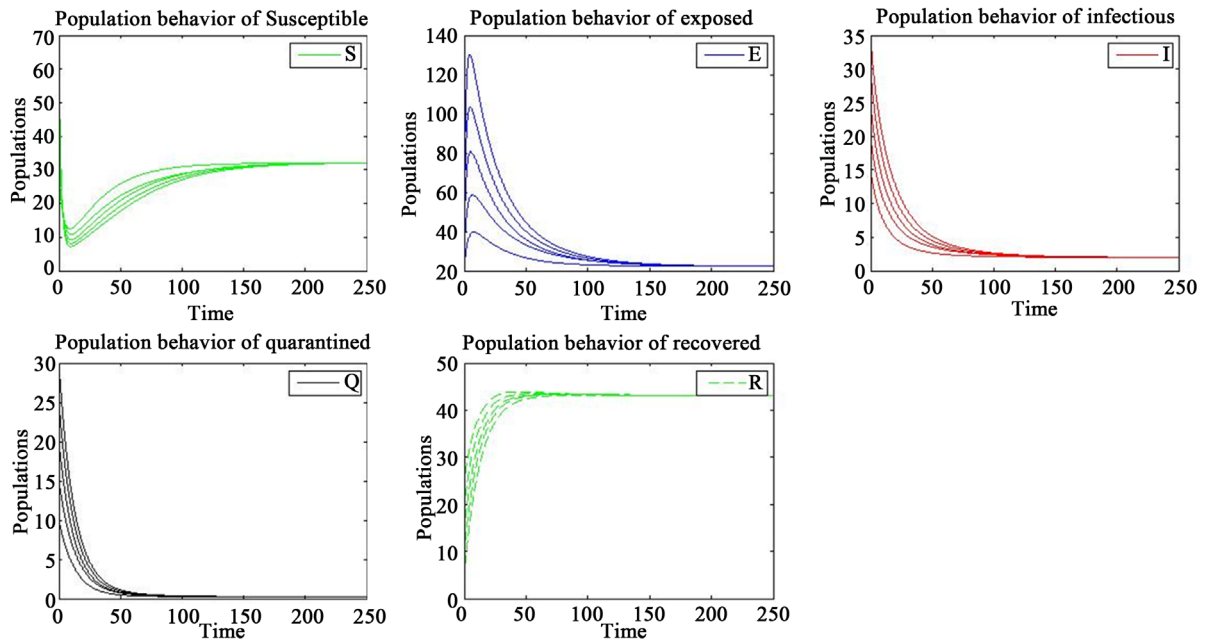 Population behavior of Susceptible
Population behavior of exposed
Population behavior of infectious
70
60
50
40
30
20
10
0
Populations
S
0 50 100 150 200 250
Time
140
120
100
80
60
40
20
Populations
E
0 50 100 150 200 250
Time
35
30
25
20
15
10
5
0
Populations
I
0 50 100 150 200 250
Time
Population behavior of quarantined
Population behavior of recovered
30
25
20
15
10
5
0
Populations
Q
0 50 100 150 200 250
Time
50
40
30
20
10
0
Populations
R
0 50 100 150 200 250
Time